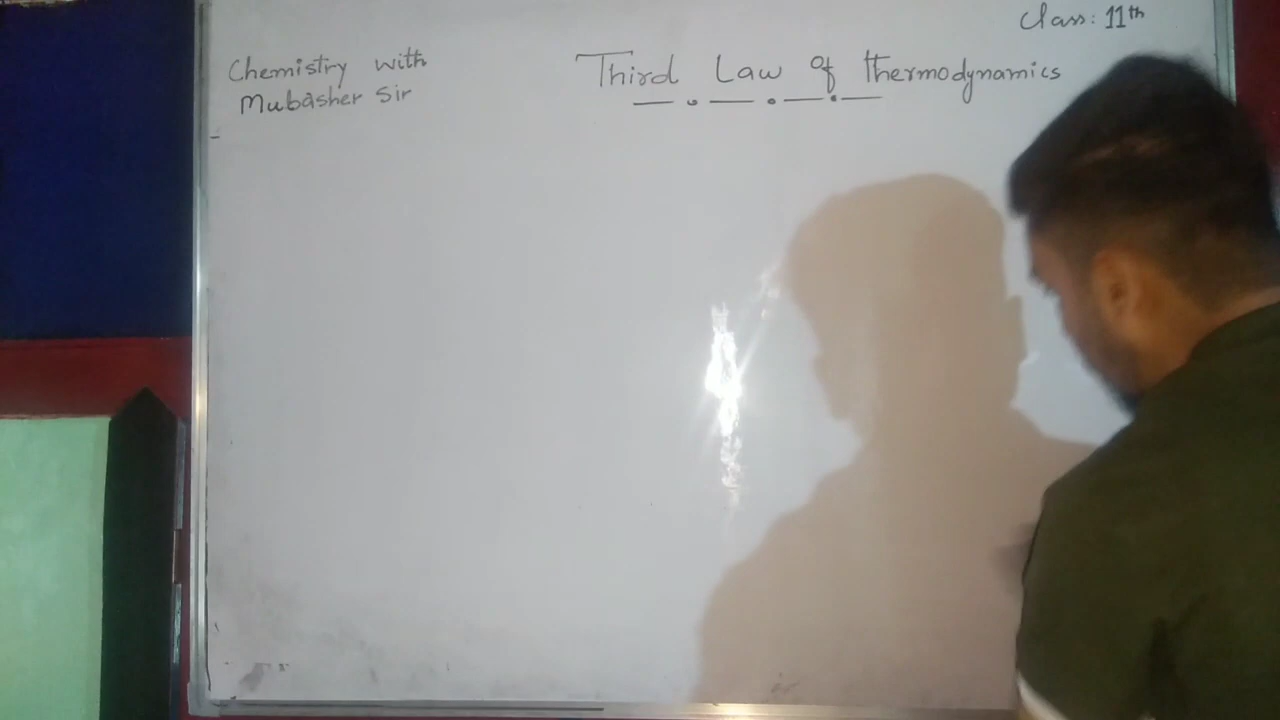 Class: 11th
Chemistry with
Mubasher Sir
Third Law of thermodynamics